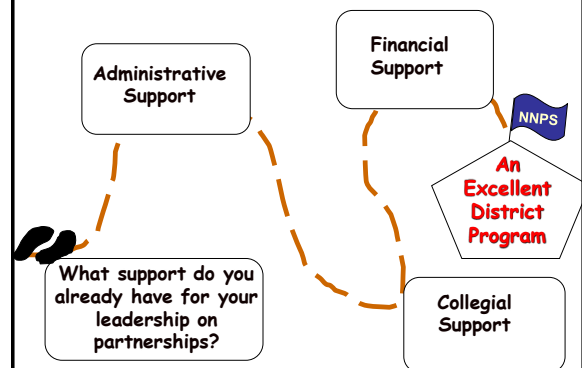 Administrative
Support
Financial
Support
NNPS
An
Excellent
District
Program
What support do you
already have for your
leadership on
partnerships?
Collegial
Support